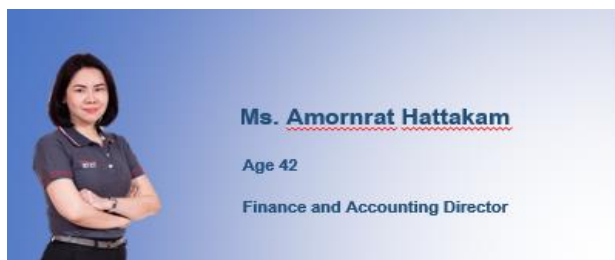 Ms. Amornrat Hattakam
Age 42
Finance and Accounting Director